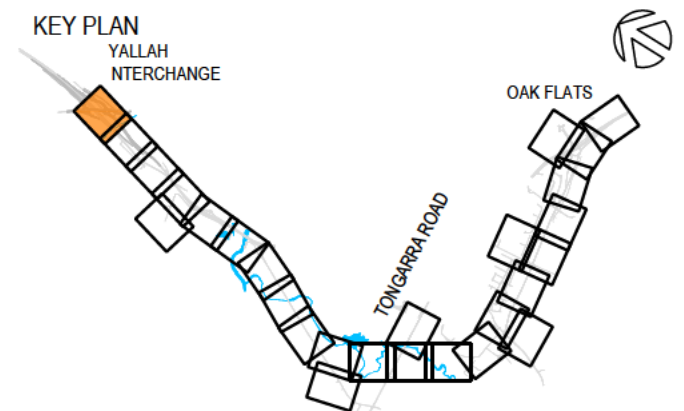 KEY PLAN
YALLAH
NTERCHANGE
OAK FLATS
TONGARRA ROAD